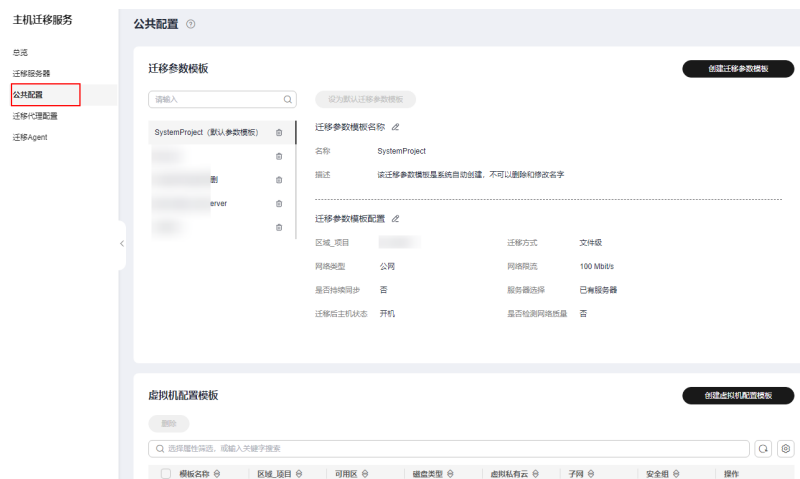 主机迁移服务
总览
迁移服务器
公共配置
迁移代理配置
迁移Agent
公共配置
迁移参数模板
创建迁移参数模板
请输入
设为默认迁移参数模板
SystemProject（默认参数模板）
erver
迁移参数模板名称
名称 SystemProject
描述 该迁移参数模板是系统自动创建，不可以删除和修改名字
迁移参数模板配置
区域_项目
迁移方式 文件级
网络类型 公网
网络限流 100 Mbit/s
是否持续同步 否
服务器选择 已有服务器
迁移后主机状态 开机
是否检测网络质量 否
虚拟机配置模板
创建虚拟机配置模板
删除
选择属性筛选，或输入关键字搜索
模板名称 区域_项目 可用区 磁盘类型 虚拟私有云 子网 安全组 操作